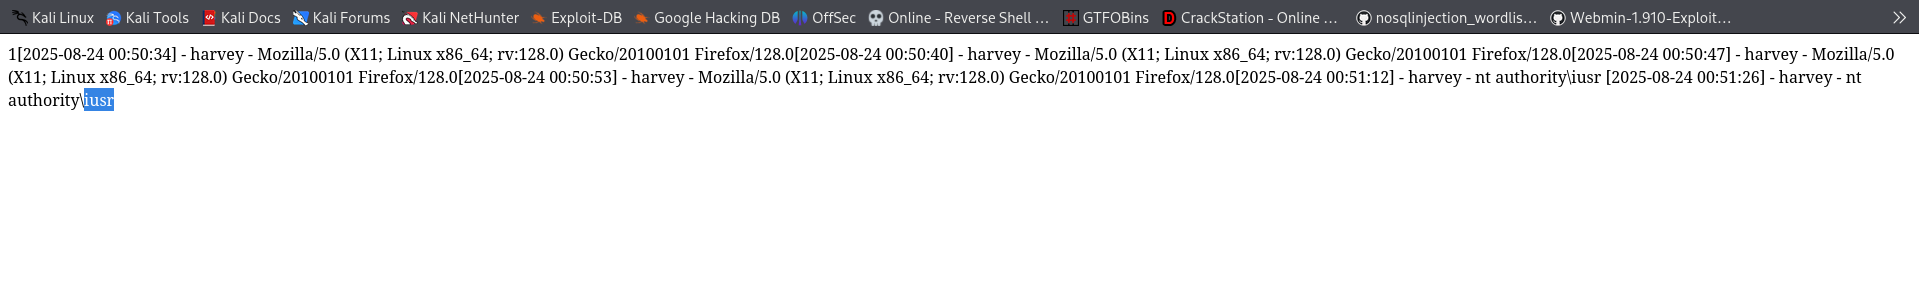 Kali Linux Kali Tools Kali Docs Kali Forums Kali NetHunter Exploit-DB Google Hacking DB OffSec Online - Reverse Shell … GTFOBins CrackStation - Online … nosqlinjection_wordlis… Webmin-1.910-Exploit…
1[2025-08-24 00:50:34] - harvey - Mozilla/5.0 (X11; Linux x86_64; rv:128.0) Gecko/20100101 Firefox/128.0[2025-08-24 00:50:40] - harvey - Mozilla/5.0 (X11; Linux x86_64; rv:128.0) Gecko/20100101 Firefox/128.0[2025-08-24 00:50:47] - harvey - Mozilla/5.0
(X11; Linux x86_64; rv:128.0) Gecko/20100101 Firefox/128.0[2025-08-24 00:50:53] - harvey - Mozilla/5.0 (X11; Linux x86_64; rv:128.0) Gecko/20100101 Firefox/128.0[2025-08-24 00:51:12] - harvey - nt authority\iusr [2025-08-24 00:51:26] - harvey - nt
authority\iusr